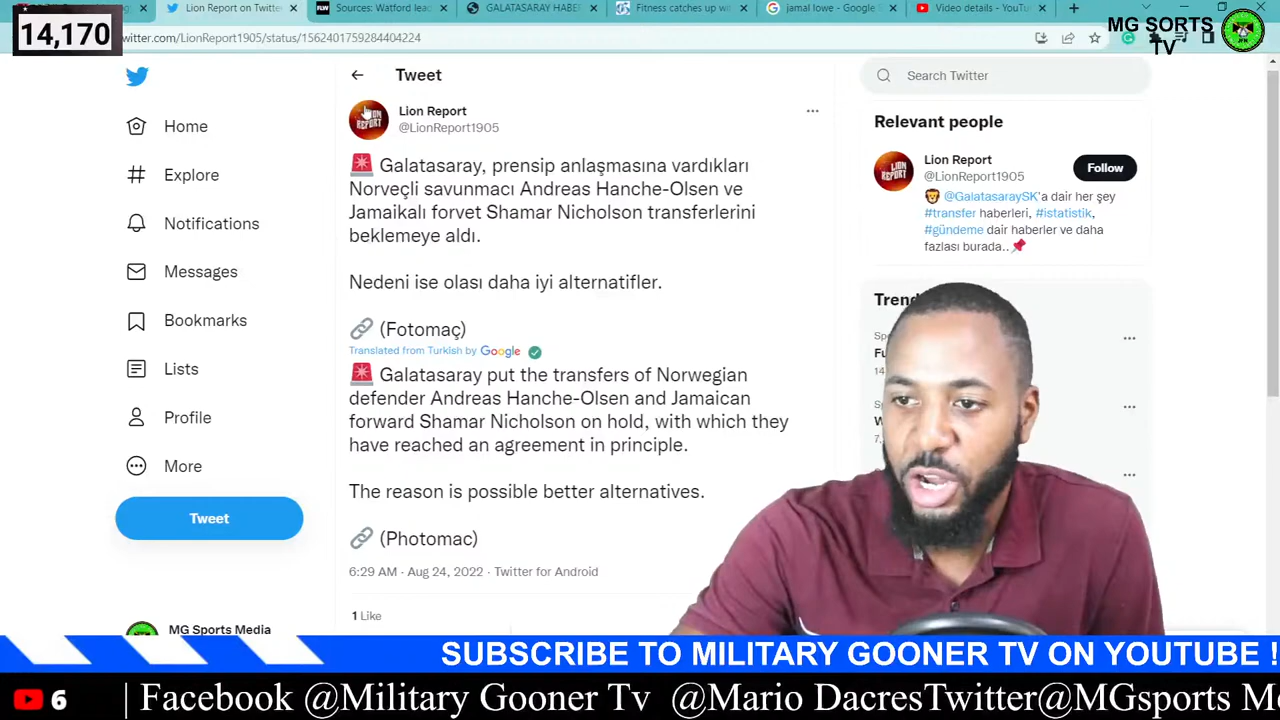 14,170
Lion Report on Twitter
Sources: Watford lead
GALATASARAY HABER
Fitness catches up wit
jamal lowe - Google S
Video details - YouTu
MG SORTS
TV
witter.com/LionReport1905/status/1562401759284404224
Home
Explore
Notifications
Messages
Bookmarks
Lists
Profile
More
Tweet
MG Sports Media
Tweet
Lion Report
@LionReport1905
Galatasaray, prensip anlaşmasına vardıkları
Norveçli savunmacı Andreas Hanche-Olsen ve
Jamaikalı forvet Shamar Nicholson transferlerini
beklemeye aldı.
Nedeni ise olası daha iyi alternatifler.
(Fotomaç)
Translated from Turkish by Google
Galatasaray put the transfers of Norwegian
defender Andreas Hanche-Olsen and Jamaican
forward Shamar Nicholson on hold, with which they
have reached an agreement in principle.
The reason is possible better alternatives.
(Photomac)
6:29 AM · Aug 24, 2022 · Twitter for Android
1 Like
Search Twitter
Relevant people
Lion Report
@LionReport1905
Follow
@GalatasaraySK'a dair her şey
#transfer haberleri, #istatistik,
#gündeme dair haberler ve daha
fazlası burada..
Trend
SUBSCRIBE TO MILITARY GOONER TV ON YOUTUBE !
6 | Facebook @Military Gooner Tv @Mario DacresTwitter@MGsports M